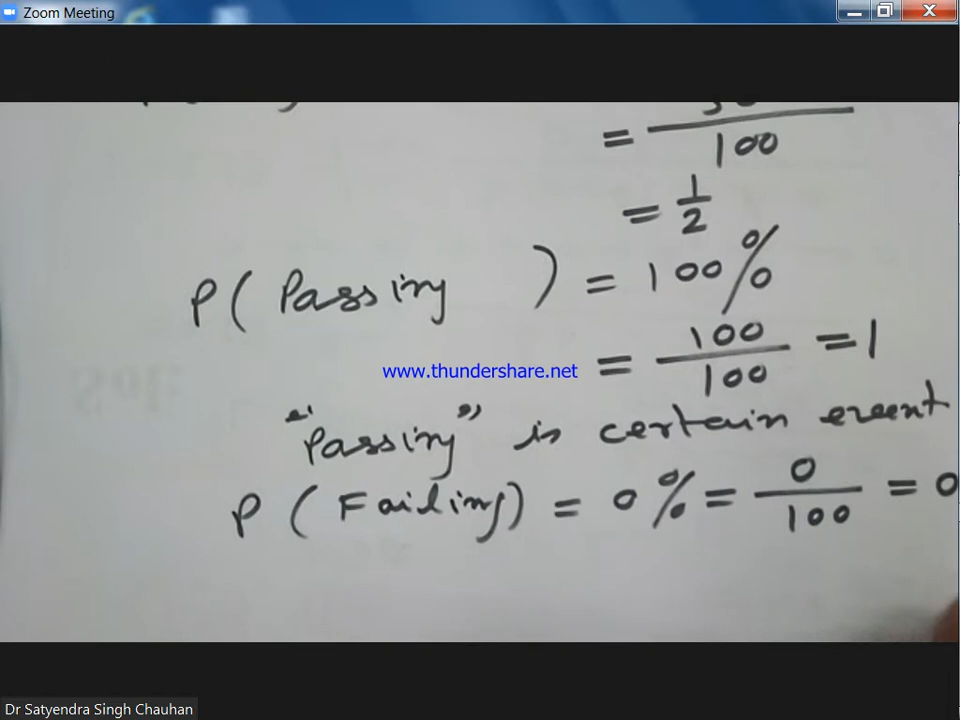 Zoom Meeting
= 50/100
= 1/2
P( Passing ) = 100%
= 100/100 = 1
www.thundershare.net
"Passing" is certain event
P ( Failing) = 0% = 0/100 = 0
Dr Satyendra Singh Chauhan